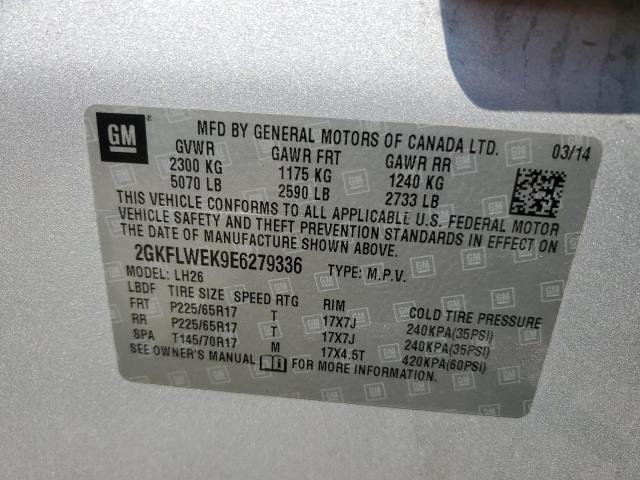 GM
®
MFD BY GENERAL MOTORS OF CANADA LTD. 03/14
GVWR GAWR FRT GAWR RR
2300 KG 1175 KG 1240 KG
5070 LB 2590 LB 2733 LB
THIS VEHICLE CONFORMS TO ALL APPLICABLE U.S. FEDERAL MOTOR
VEHICLE SAFETY AND THEFT PREVENTION STANDARDS IN EFFECT ON
THE DATE OF MANUFACTURE SHOWN ABOVE.
2GKFLWEK9E6279336 TYPE: M.P.V.
MODEL: LH26
LBDF TIRE SIZE SPEED RTG RIM COLD TIRE PRESSURE
FRT P225/65R17 T 17X7J 240KPA(35PSI)
RR P225/65R17 T 17X7J 240KPA(35PSI)
SPA T145/70R17 M 17X4.5T 420KPA(60PSI)
SEE OWNER'S MANUAL FOR MORE INFORMATION.